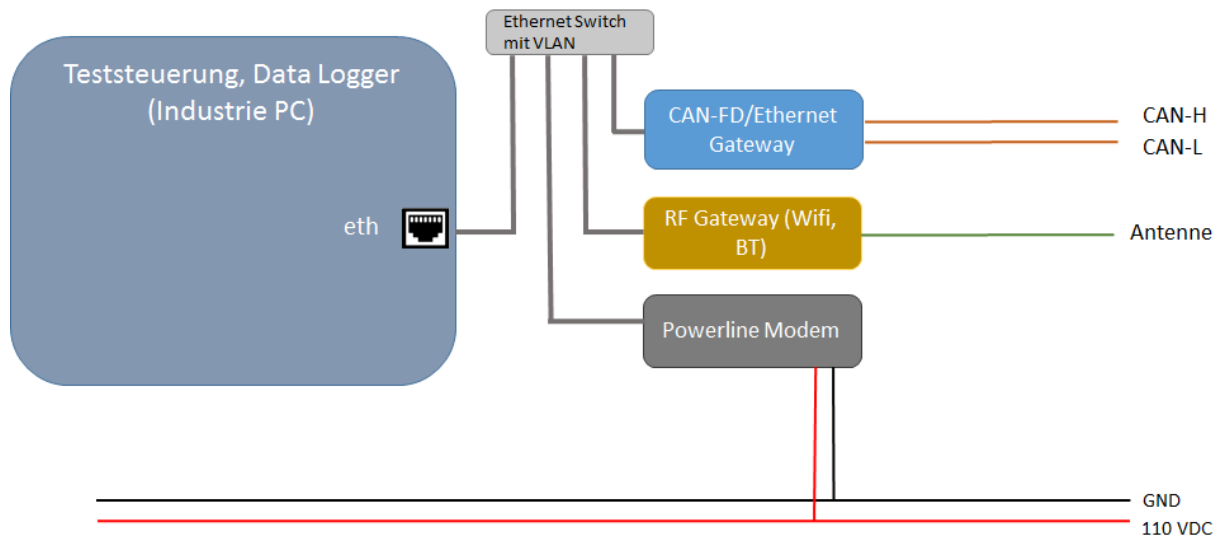 Ethernet Switch
mit VLAN
Teststeuerung, Data Logger
(Industrie PC)
eth
CAN-FD/Ethernet
Gateway
CAN-H
CAN-L
RF Gateway (Wifi,
BT)
Antenne
Powerline Modem
GND
110 VDC